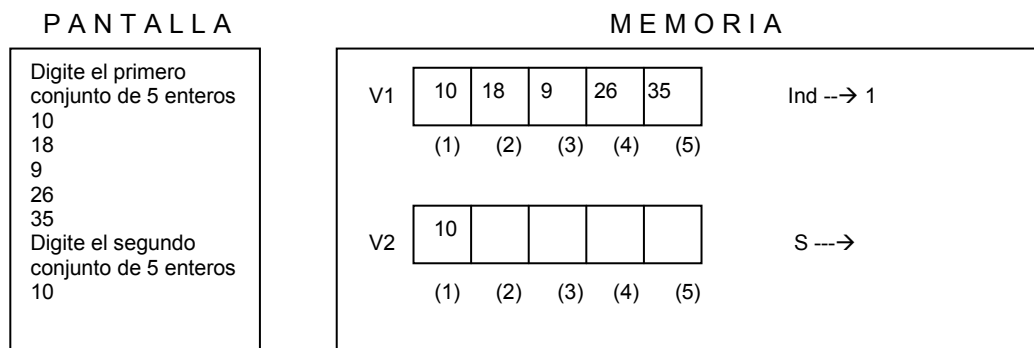 P A N T A L L A
M E M O R I A
Digite el primero
conjunto de 5 enteros
10
18
9
26
35
Digite el segundo
conjunto de 5 enteros
10
V1 10 18 9 26 35 Ind --→ 1
(1) (2) (3) (4) (5)
V2 10 S ---→
(1) (2) (3) (4) (5)